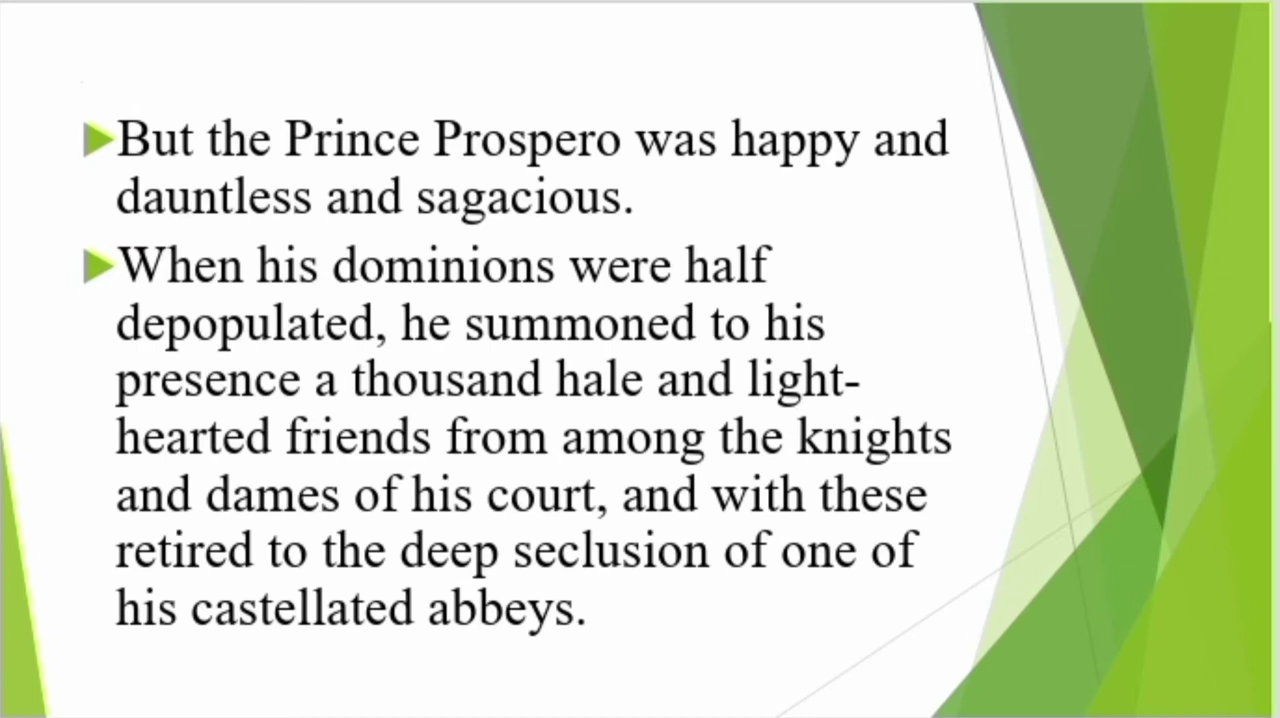 But the Prince Prospero was happy and
dauntless and sagacious.
When his dominions were half
depopulated, he summoned to his
presence a thousand hale and light-
hearted friends from among the knights
and dames of his court, and with these
retired to the deep seclusion of one of
his castellated abbeys.